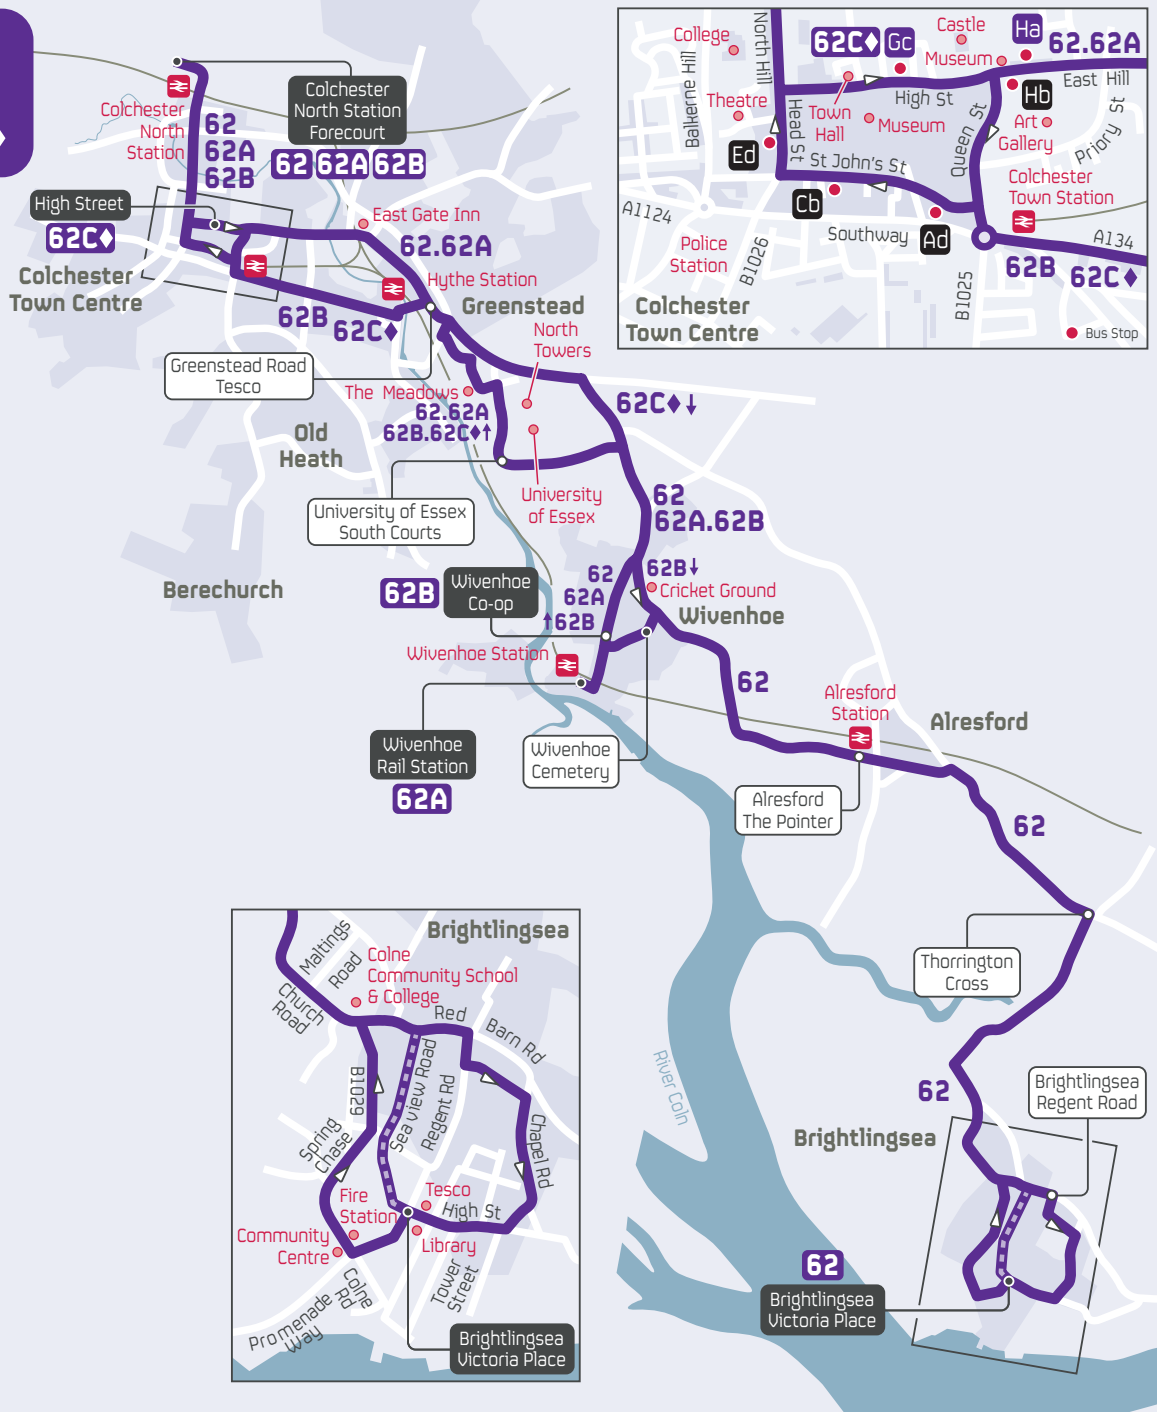 Colchester
North
Station
62
62A
62B
Colchester
North Station
Forecourt
62 62A 62B
High Street
62C♦
Colchester
Town Centre
East Gate Inn
62.62A
Hythe Station
Greenstead
62B
62C♦
Greenstead Road
Tesco
North
Towers
The Meadows
62.62A
62B.62C♦↑
62C♦↓
Old
Heath
University of Essex
South Courts
University
of Essex
62
62A.62B
Berechurch
62B
Wivenhoe
Co-op
62
62A
↑62B
62B↓
Cricket Ground
Wivenhoe
Wivenhoe Station
62
Wivenhoe
Rail Station
62A
Wivenhoe
Cemetery
Alresford
Station
Alresford
Alresford
The Pointer
62
Thorrington
Cross
River Coln
62
Brightlingsea
Regent Road
Brightlingsea
62
Brightlingsea
Victoria Place
College
North Hill
62C♦ Gc
Castle
Ha
62.62A
Museum
East Hill
Balkerne Hill
Theatre
Town
Hall
High St
Museum
Hb
Art
Gallery
Priory St
Head St
Queen St
Ed
St John's St
Colchester
Town Station
Cb
A1124
Southway
Ad
A134
Police
Station
B1026
62B
62C♦
B1025
Colchester
Town Centre
Bus Stop
Brightlingsea
Maltings
Road
Colne
Community School
& College
Church
Road
Red
Barn Rd
B1029
Sea View Road
Regent Rd
Chapel Rd
Spring
Chase
Fire
Station
Tesco
High St
Community
Centre
Library
Colne
Rd
Tower
Street
Promenade
Way
Brightlingsea
Victoria Place